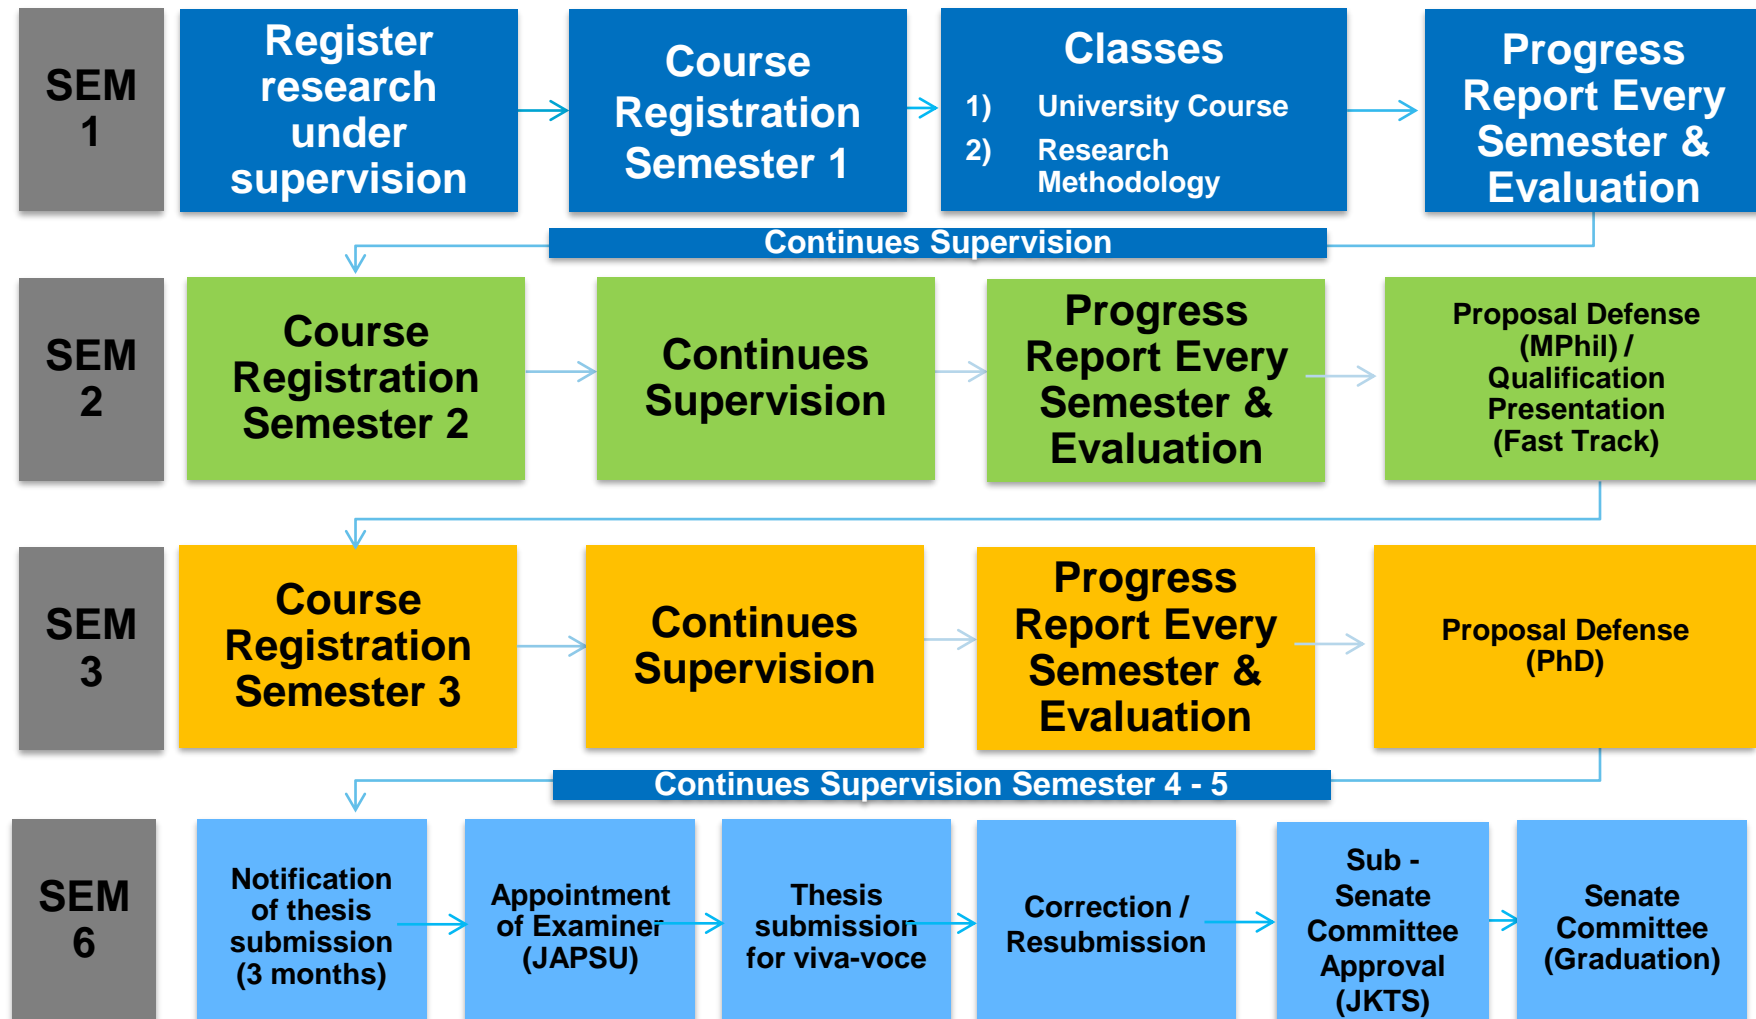 SEM
1
Register
research
under
supervision
Course
Registration
Semester 1
Classes
1) University Course
2) Research
Methodology
Progress
Report Every
Semester &
Evaluation
Continues Supervision
SEM
2
Course
Registration
Semester 2
Continues
Supervision
Progress
Report Every
Semester &
Evaluation
Proposal Defense
(MPhil) /
Qualification
Presentation
(Fast Track)
SEM
3
Course
Registration
Semester 3
Continues
Supervision
Progress
Report Every
Semester &
Evaluation
Proposal Defense
(PhD)
Continues Supervision Semester 4 - 5
SEM
6
Notification
of thesis
submission
(3 months)
Appointment
of Examiner
(JAPSU)
Thesis
submission
for viva-voce
Correction /
Resubmission
Sub -
Senate
Committee
Approval
(JKTS)
Senate
Committee
(Graduation)